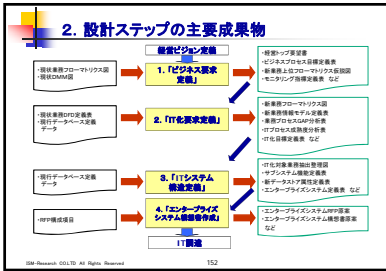 2. 設計ステップの主要成果物
経営ビジョン定義
・現状業務フローマトリクス図
・現状DMM図
1.「ビジネス要求
定義」
・経営トップ要望書
・ビジネスプロセス目標定義表
・新業務上位フローマトリクス仮説図
・モニタリング指標定義表 など
・現状業務DFD定義表
・現行データベース定義
データ
2.「IT化要求定義」
・新業務フローマトリクス図
・新業務情報モデル定義表
・業務プロセスGAP分析表
・ITプロセス成熟度分析表
・IT化目標定義表 など
・現行データベース定義
データ
3.「ITシステム
構造定義」
・IT化対象業務抽出整理図
・サブシステム機能定義表
・新データストア属性定義表
・エンタープライズシステム定義表 など
・RFP構成項目
4.「エンタープライズ
システム構想書作成」
・エンタープライズシステムRFP原案
・エンタープライズシステム構想書原案
など
IT調達
ISM-Research CO.LTD All Rights Reserved
152